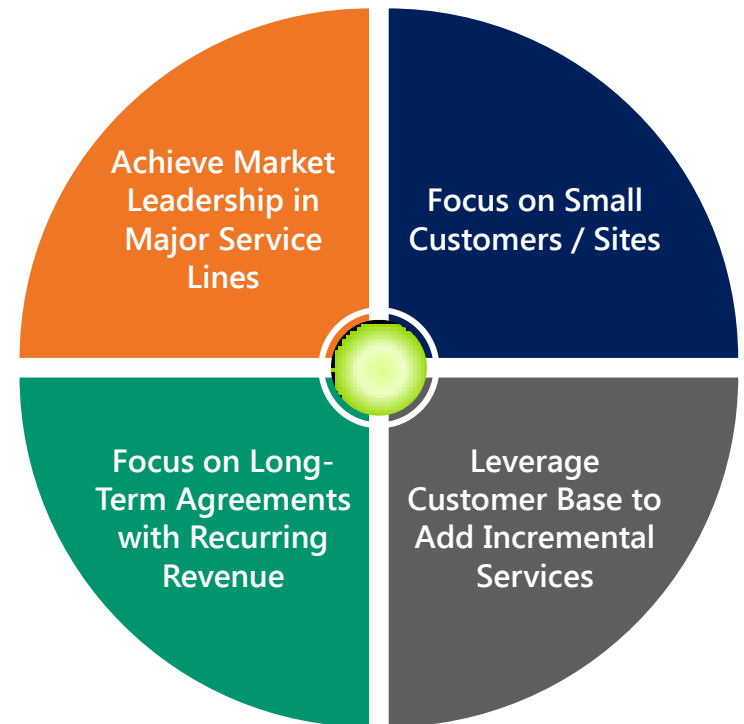 Achieve Market
Leadership in
Major Service
Lines
Focus on Small
Customers / Sites
Focus on Long-
Term Agreements
with Recurring
Revenue
Leverage
Customer Base to
Add Incremental
Services